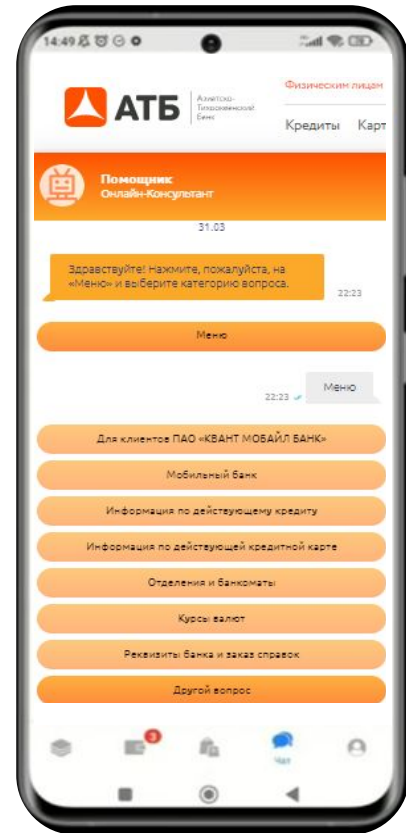 14:49
Физическим лицам
АТБ
Азиатско-
Тихоокеанский
Банк
Кредиты Карт
Помощник
Онлайн-Консультант
31.03
Здравствуйте! Нажмите, пожалуйста, на
«Меню» и выберите категорию вопроса.
22:23
Меню
22:23
Меню
Для клиентов ПАО «КВАНТ МОБАЙЛ БАНК»
Мобильный банк
Информация по действующему кредиту
Информация по действующей кредитной карте
Отделения и банкоматы
Курсы валют
Реквизиты банка и заказ справок
Другой вопрос
3
Чат